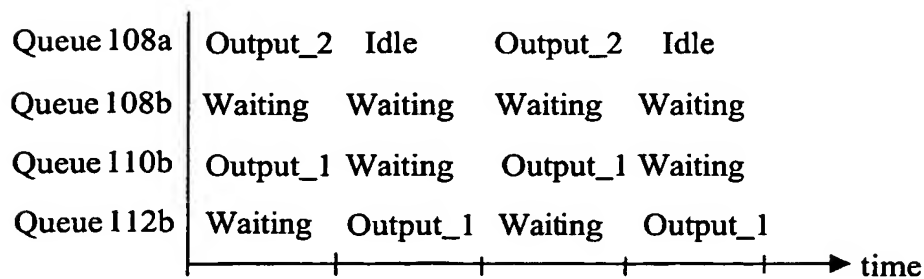 Queue 108a Output_2 Idle Output_2 Idle
Queue 108b Waiting Waiting Waiting Waiting
Queue 110b Output_1 Waiting Output_1 Waiting
Queue 112b Waiting Output_1 Waiting Output_1
time